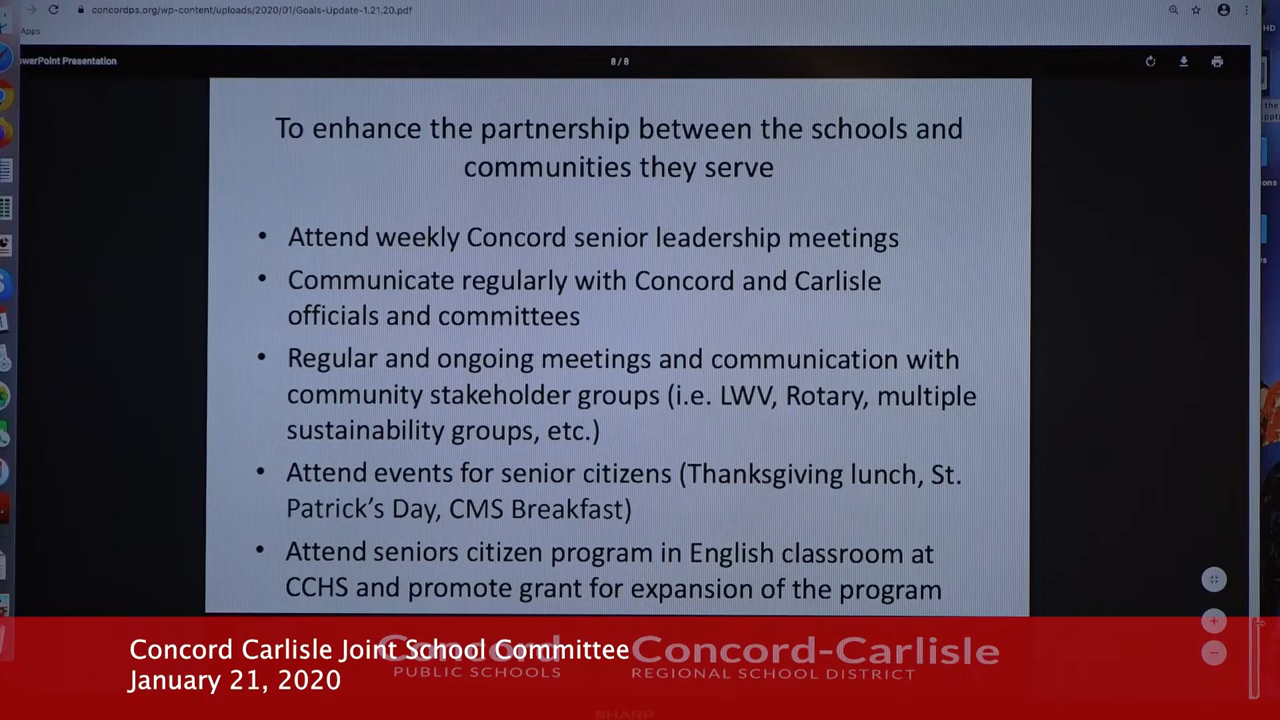 concordps.org/wp-content/uploads/2020/01/Goals-Update-1.21.20.pdf
Apps
HD
owerPoint Presentation
8 / 8
To enhance the partnership between the schools and
communities they serve
• Attend weekly Concord senior leadership meetings
• Communicate regularly with Concord and Carlisle
officials and committees
• Regular and ongoing meetings and communication with
community stakeholder groups (i.e. LWV, Rotary, multiple
sustainability groups, etc.)
• Attend events for senior citizens (Thanksgiving lunch, St.
Patrick's Day, CMS Breakfast)
• Attend seniors citizen program in English classroom at
CCHS and promote grant for expansion of the program
Concord Carlisle Joint School Committee
January 21, 2020
Concord
PUBLIC SCHOOLS
Concord-Carlisle
REGIONAL SCHOOL DISTRICT
SHARP